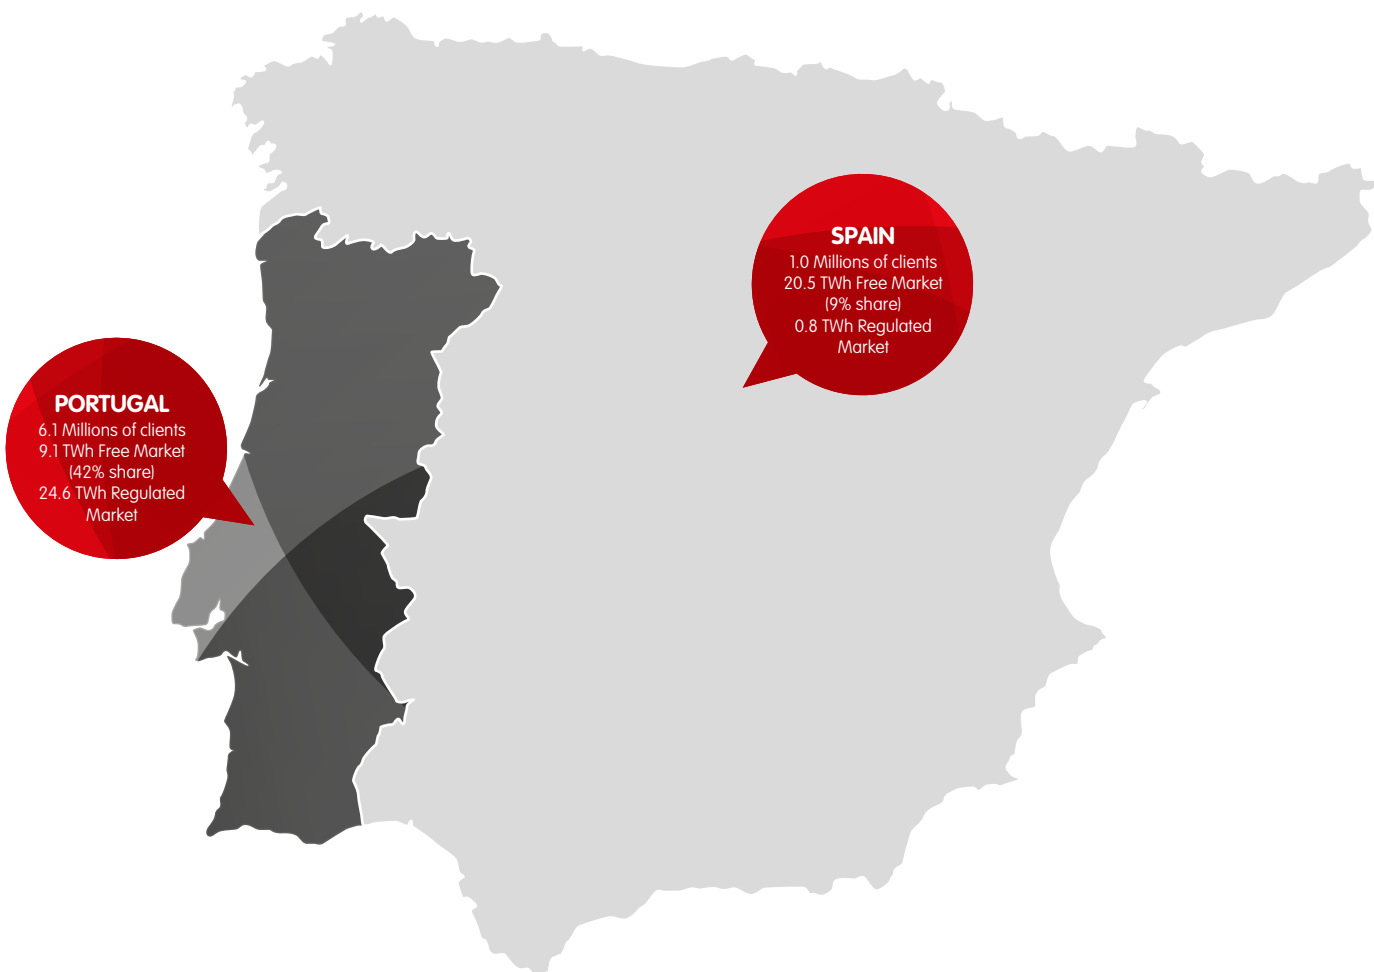 SPAIN
1.0 Millions of clients
20.5 TWh Free Market
(9% share)
0.8 TWh Regulated
Market
PORTUGAL
6.1 Millions of clients
9.1 TWh Free Market
(42% share)
24.6 TWh Regulated
Market